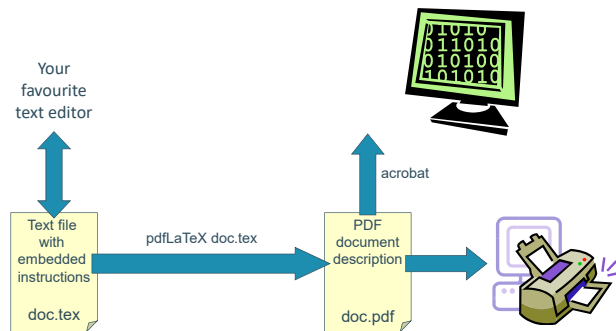 01010
011010
010100
101010
Your
favourite
text editor
acrobat
Text file
with
embedded
instructions
doc.tex
pdfLaTeX doc.tex
PDF
document
description
doc.pdf